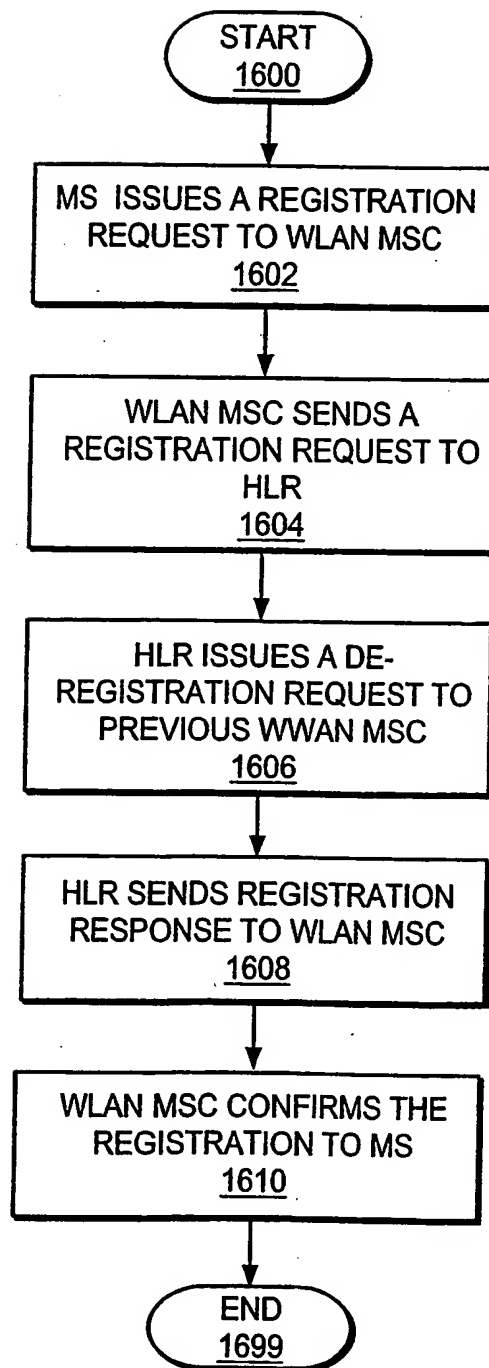 START
1600
MS ISSUES A REGISTRATION
REQUEST TO WLAN MSC
1602
WLAN MSC SENDS A
REGISTRATION REQUEST TO
HLR
1604
HLR ISSUES A DE-
REGISTRATION REQUEST TO
PREVIOUS WWAN MSC
1606
HLR SENDS REGISTRATION
RESPONSE TO WLAN MSC
1608
WLAN MSC CONFIRMS THE
REGISTRATION TO MS
1610
END
1699